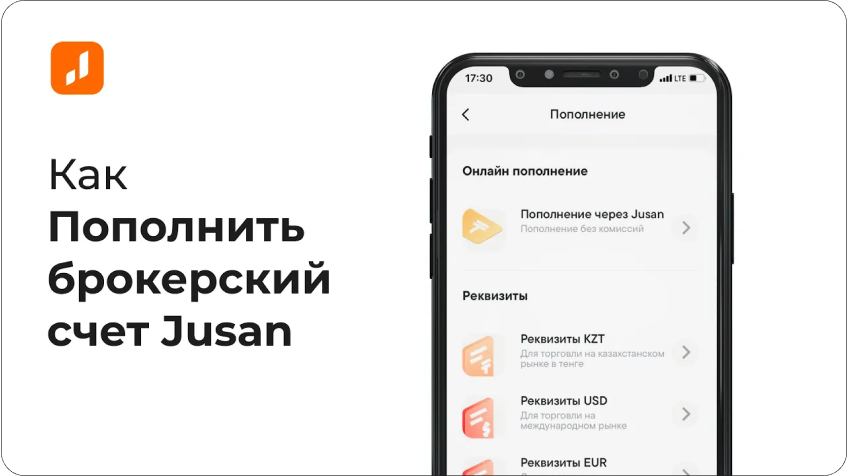 Как
Пополнить
брокерский
счет Jusan
17:30
LTE
Пополнение
Онлайн пополнение
Пополнение через Jusan
Пополнение без комиссий
Реквизиты
Реквизиты KZT
Для торговли на казахстанском
рынке в тенге
Реквизиты USD
Для торговли на
международном рынке
Реквизиты EUR